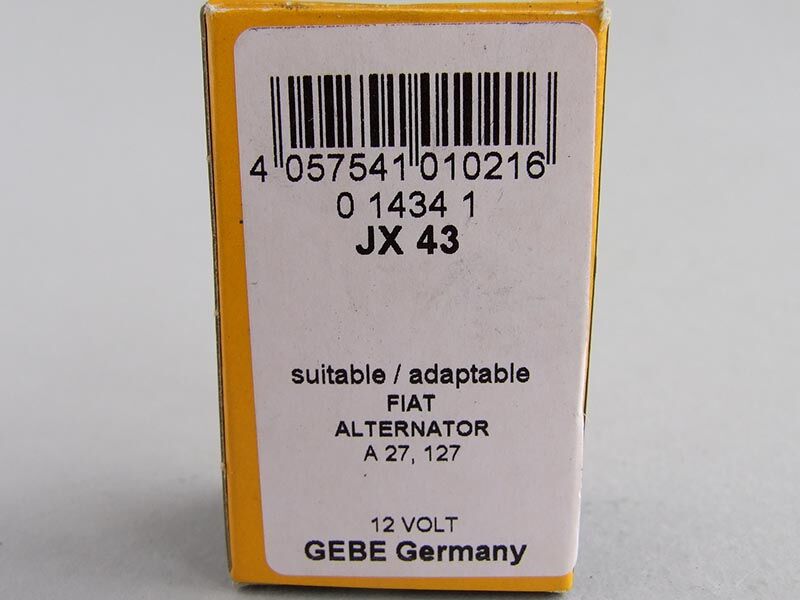 4 057541 010216
0 1434 1
JX 43
suitable / adaptable
FIAT
ALTERNATOR
A 27, 127
12 VOLT
GEBE Germany